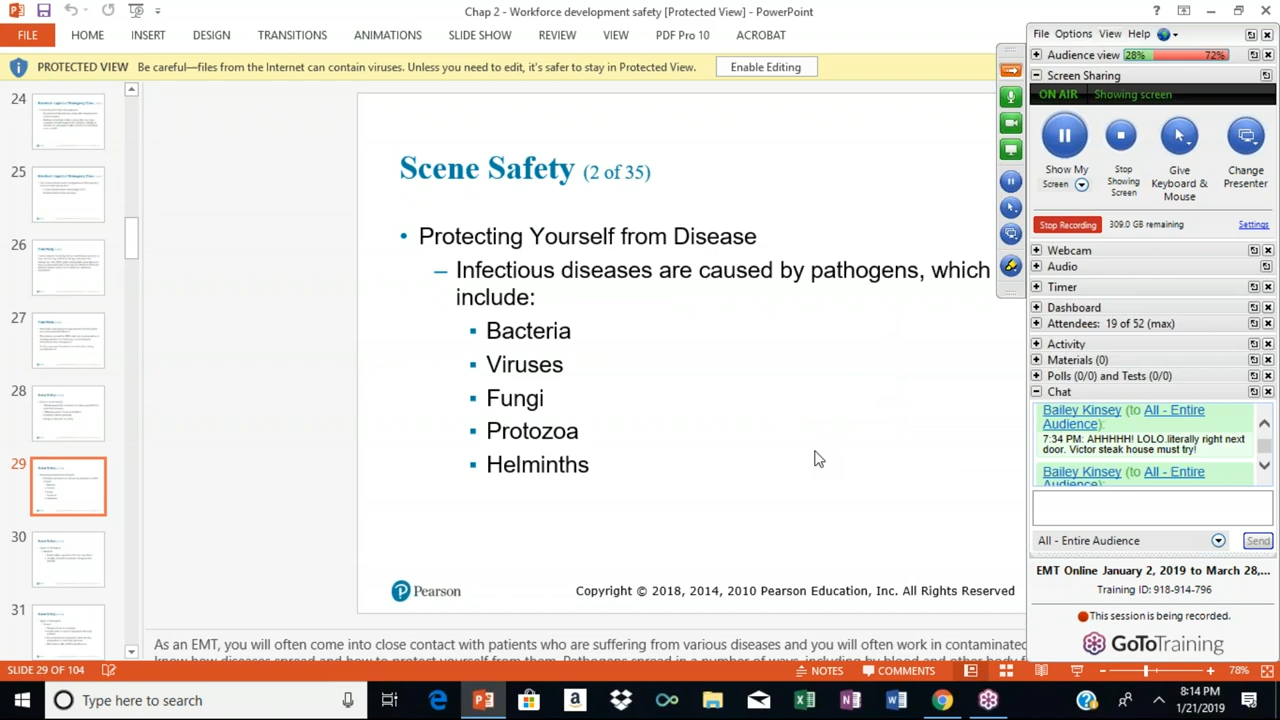 Chap 2 - Workforce development safety [Protected View] - PowerPoint
?
FILE HOME INSERT DESIGN TRANSITIONS ANIMATIONS SLIDE SHOW REVIEW VIEW PDF Pro 10 ACROBAT
PROTECTED VIEW Be careful—files from the Internet can contain viruses. Unless you need to edit, it's safer to stay in Protected View. Enable Editing
24
25
26
27
28
29
30
31
Scene Safety (2 of 35)
• Protecting Yourself from Disease
– Infectious diseases are caused by pathogens, which
include:
▪ Bacteria
▪ Viruses
▪ Fungi
▪ Protozoa
▪ Helminths
Pearson
Copyright © 2018, 2014, 2010 Pearson Education, Inc. All Rights Reserved
As an EMT, you will often come into close contact with patients who are suffering from various diseases and you will often work in contaminated
SLIDE 29 OF 104
NOTES
COMMENTS
78%
File Options View Help
Audience view 28% 72%
Screen Sharing
ON AIR Showing screen
Show My
Screen
Stop
Showing
Screen
Give
Keyboard &
Mouse
Change
Presenter
Stop Recording 309.0 GB remaining Settings
Webcam
Audio
Timer
Dashboard
Attendees: 19 of 52 (max)
Activity
Materials (0)
Polls (0/0) and Tests (0/0)
Chat
Bailey Kinsey (to All - Entire
Audience):
7:34 PM: AHHHHH! LOLO.literally right next
door. Victor steak house must try!
Bailey Kinsey (to All - Entire
Audience):
All - Entire Audience
Send
EMT Online January 2, 2019 to March 28,...
Training ID: 918-914-796
This session is being recorded.
GoToTraining
Type here to search
8:14 PM
1/21/2019